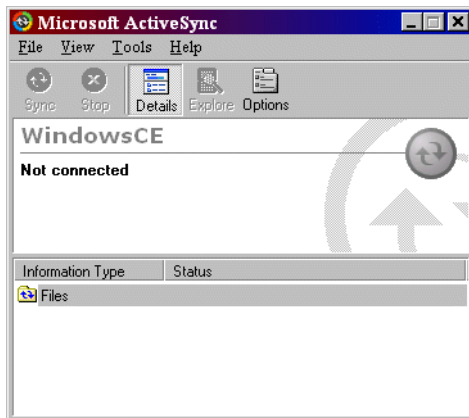 Microsoft ActiveSync
File View Tools Help
Sync Stop Details Explore Options
WindowsCE
Not connected
Information Type Status
Files